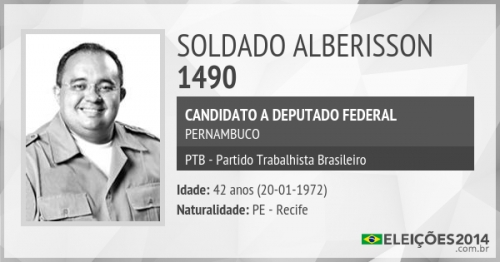 SOLDADO ALBERISSON
1490
CANDIDATO A DEPUTADO FEDERAL
PERNAMBUCO
PTB - Partido Trabalhista Brasileiro
Idade: 42 anos (20-01-1972)
Naturalidade: PE - Recife
ELEIÇÕES2014
.com.br